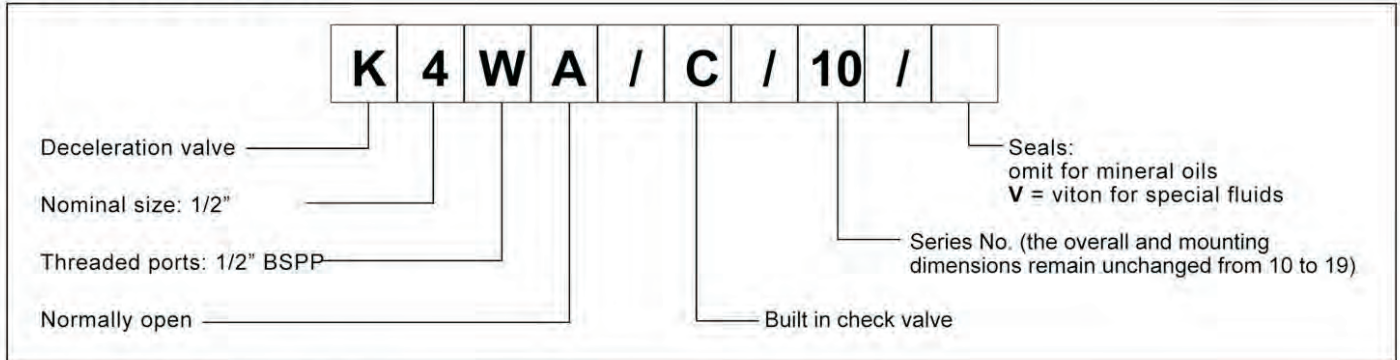 K 4 W A / C / 10 /
Deceleration valve
Nominal size: 1/2"
Threaded ports: 1/2" BSPP
Normally open
Seals:
omit for mineral oils
V = viton for special fluids
Series No. (the overall and mounting
dimensions remain unchanged from 10 to 19)
Built in check valve